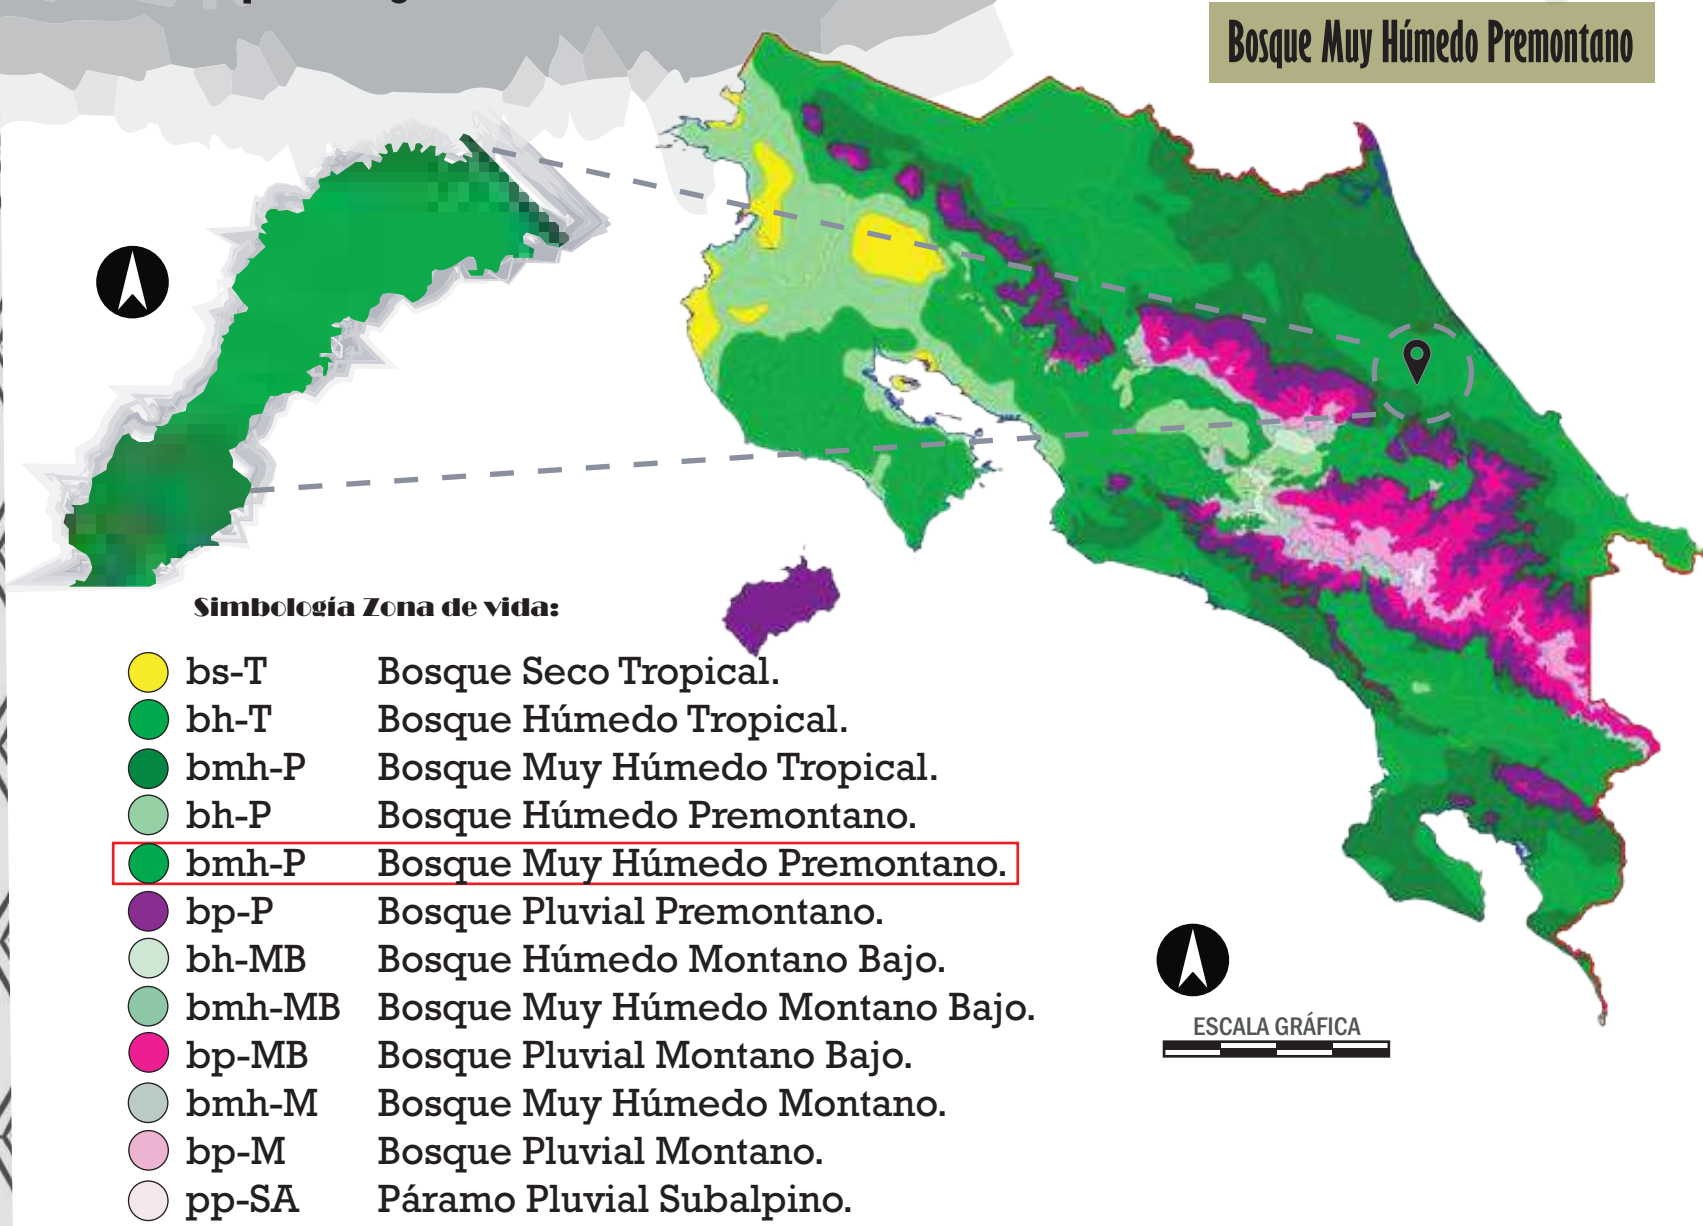 Bosque Muy Húmedo Premontano
Simbología Zona de vida:
bs-T Bosque Seco Tropical.
bh-T Bosque Húmedo Tropical.
bmh-P Bosque Muy Húmedo Tropical.
bh-P Bosque Húmedo Premontano.
bmh-P Bosque Muy Húmedo Premontano.
bp-P Bosque Pluvial Premontano.
bh-MB Bosque Húmedo Montano Bajo.
bmh-MB Bosque Muy Húmedo Montano Bajo.
bp-MB Bosque Pluvial Montano Bajo.
bmh-M Bosque Muy Húmedo Montano.
bp-M Bosque Pluvial Montano.
pp-SA Páramo Pluvial Subalpino.
ESCALA GRÁFICA